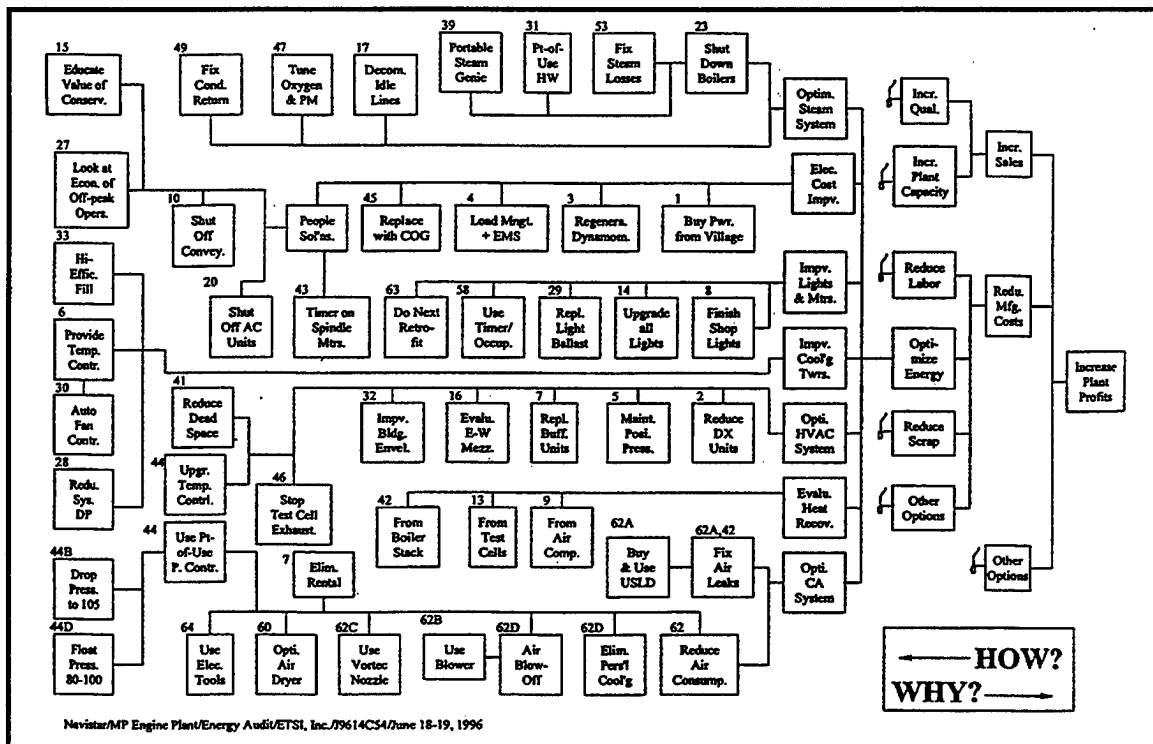 39
31
53
23
15
49
47
17
Educate
Value of
Conserv.
Fix
Cond.
Return
Tune
Oxygen
& PM
Decom.
Idle
Lines
Portable
Steam
Genie
Pt-of-
Use
HW
Fix
Steam
Losses
Shut
Down
Boilers
Optim.
Steam
System
Incr.
Qual.
Incr.
Sales
27
Look at
Econ. of
Off-peak
Opers.
10
Shut
Off
Convey.
People
Sol'ns.
45
Replace
with COG
4
Load Mngt.
+ EMS
3
Regenera.
Dynamom.
1
Buy Pwr.
from Village
Elec.
Cost
Impv.
Incr.
Plant
Capacity
33
Hi-
Effic.
Fill
20
Shut
Off AC
Units
43
Timer on
Spindle
Mtrs.
63
Do Next
Retro-
fit
58
Use
Timer/
Occup.
29
Repl.
Light
Ballast
14
Upgrade
all
Lights
8
Finish
Shop
Lights
Impv.
Lights
& Mtrs.
Reduce
Labor
Redu.
Mfg.
Costs
6
Provide
Temp.
Contr.
Impv.
Cool'g
Twrs.
Opti-
mize
Energy
Increase
Plant
Profits
30
Auto
Fan
Contr.
41
Reduce
Dead
Space
32
Impv.
Bldg.
Envel.
16
Evalu.
E-W
Mezz.
7
Repl.
Buff.
Units
5
Maint.
Posi.
Press.
2
Reduce
DX
Units
Opti.
HVAC
System
Reduce
Scrap
28
Redu.
Sys.
DP
44
Upgr.
Temp.
Contrl.
46
Stop
Test Cell
Exhaust.
42
From
Boiler
Stack
13
From
Test
Cells
9
From
Air
Comp.
Evalu.
Heat
Recov.
Other
Options
44
Use Pt-
of-Use
P. Contr.
7
Elim.
Rental
62A
Buy
& Use
USLD
62A,42
Fix
Air
Leaks
Opti.
CA
System
Other
Options
44B
Drop
Press.
to 105
44D
Float
Press.
80-100
64
Use
Elec.
Tools
60
Opti.
Air
Dryer
62C
Use
Vortec
Nozzle
62B
Use
Blower
62D
Air
Blow-
Off
62D
Elim.
Pers'l
Cool'g
62
Reduce
Air
Consump.
HOW?
WHY?
Navistar/MP Engine Plant/Energy Audit/ETSI, Inc./J9614C54/June 18-19, 1996